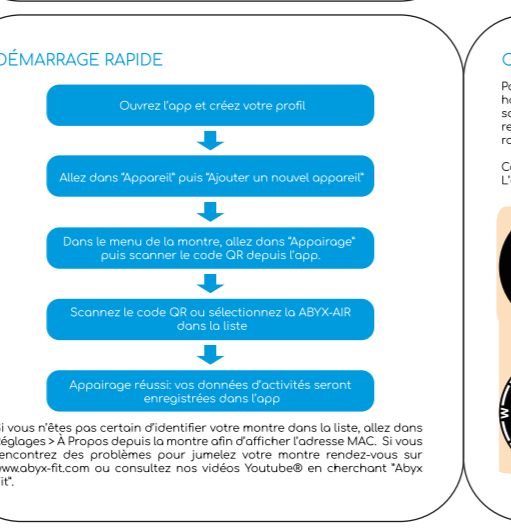 DÉMARRAGE RAPIDE
Ouvrez l'app et créez votre profil
Allez dans "Appareil" puis "Ajouter un nouvel appareil"
Dans le menu de la montre, allez dans "Appairage"
puis scanner le code QR depuis l'app.
Scannez le code QR ou sélectionnez la ABYX-AIR
dans la liste
Appairage réussi: vos données d'activités seront
enregistrées dans l'app
Si vous n'êtes pas certain d'identifier votre montre dans la liste, allez dans
Réglages > À Propos depuis la montre afin d'afficher l'adresse MAC. Si vous
rencontrez des problèmes pour jumelez votre montre rendez-vous sur
www.abyx-fit.com ou consultez nos vidéos Youtube® en cherchant "Abyx
Fit".
W